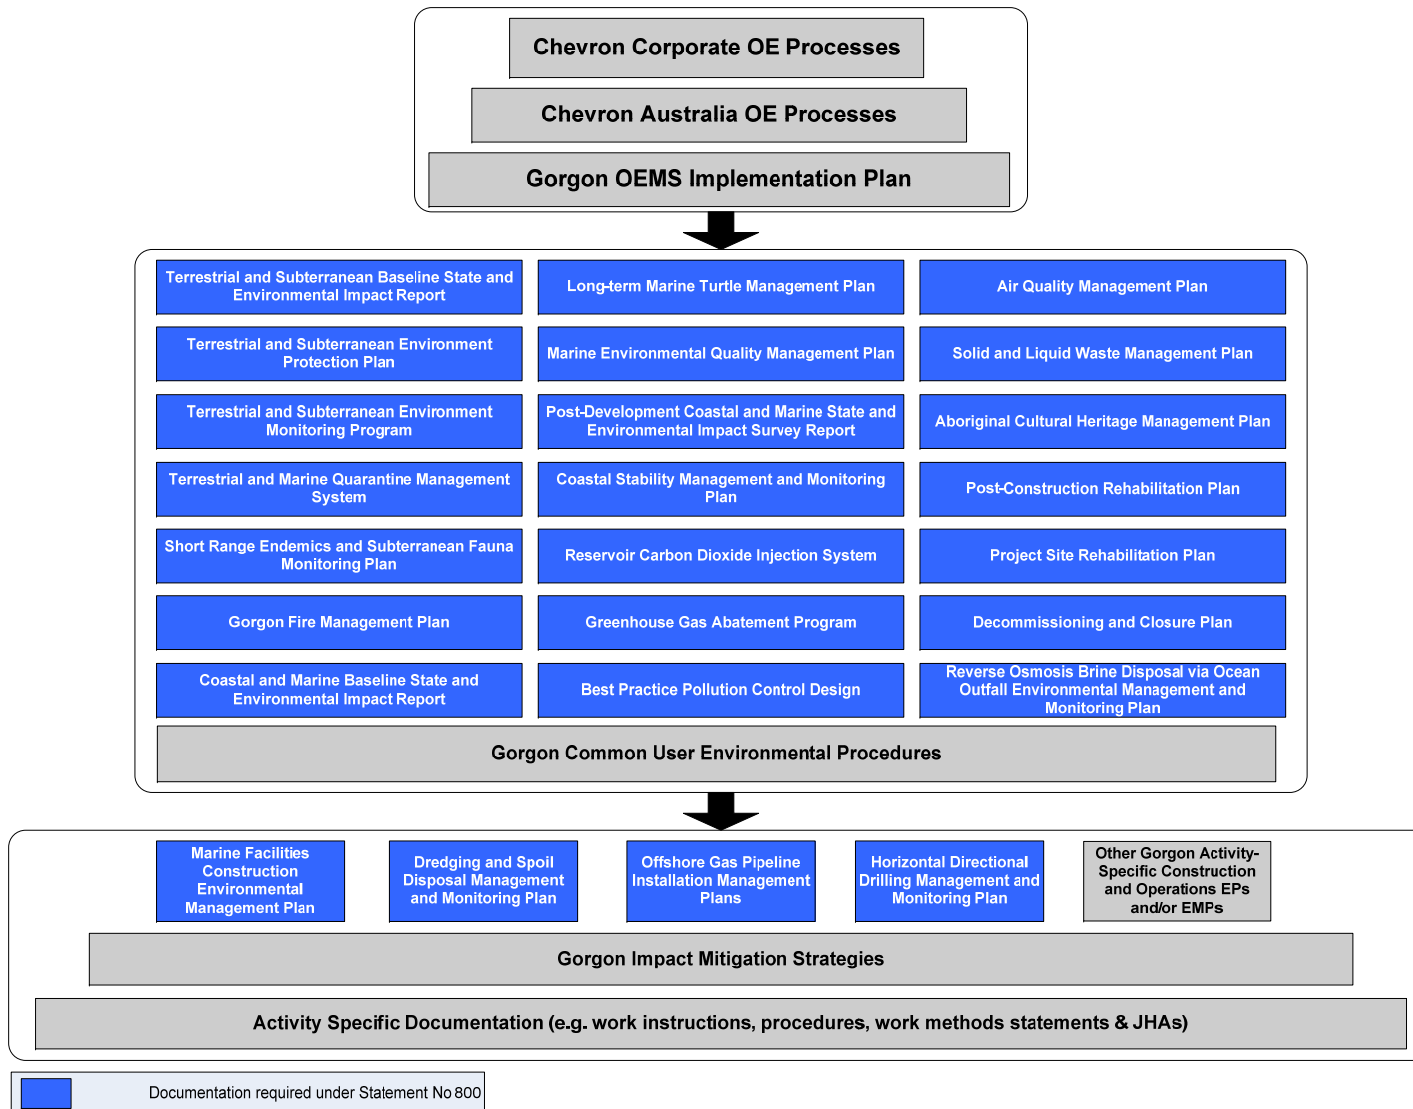 Chevron Corporate OE Processes
Chevron Australia OE Processes
Gorgon OEMS Implementation Plan
Terrestrial and Subterranean Baseline State and
Environmental Impact Report
Long-term Marine Turtle Management Plan
Air Quality Management Plan
Terrestrial and Subterranean Environment
Protection Plan
Marine Environmental Quality Management Plan
Solid and Liquid Waste Management Plan
Terrestrial and Subterranean Environment
Monitoring Program
Post-Development Coastal and Marine State and
Environmental Impact Survey Report
Aboriginal Cultural Heritage Management Plan
Terrestrial and Marine Quarantine Management
System
Coastal Stability Management and Monitoring
Plan
Post-Construction Rehabilitation Plan
Short Range Endemics and Subterranean Fauna
Monitoring Plan
Reservoir Carbon Dioxide Injection System
Project Site Rehabilitation Plan
Gorgon Fire Management Plan
Greenhouse Gas Abatement Program
Decommissioning and Closure Plan
Coastal and Marine Baseline State and
Environmental Impact Report
Best Practice Pollution Control Design
Reverse Osmosis Brine Disposal via Ocean
Outfall Environmental Management and
Monitoring Plan
Gorgon Common User Environmental Procedures
Marine Facilities
Construction
Environmental
Management Plan
Dredging and Spoil
Disposal Management
and Monitoring Plan
Offshore Gas Pipeline
Installation Management
Plans
Horizontal Directional
Drilling Management and
Monitoring Plan
Other Gorgon Activity-
Specific Construction
and Operations EPs
and/or EMPs
Gorgon Impact Mitigation Strategies
Activity Specific Documentation (e.g. work instructions, procedures, work methods statements & JHAs)
Documentation required under Statement No 800